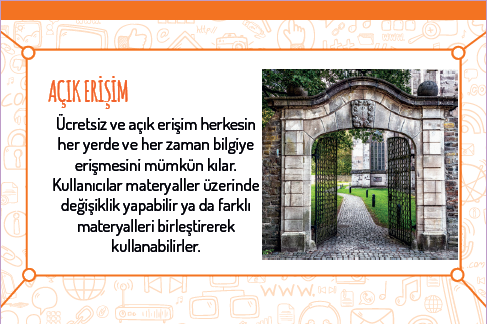 AÇIK ERİŞİM
Ücretsiz ve açık erişim herkesin
her yerde ve her zaman bilgiye
erişmesini mümkün kılar.
Kullanıcılar materyaller üzerinde
değişiklik yapabilir ya da farklı
materyalleri birleştirerek
kullanabilirler.